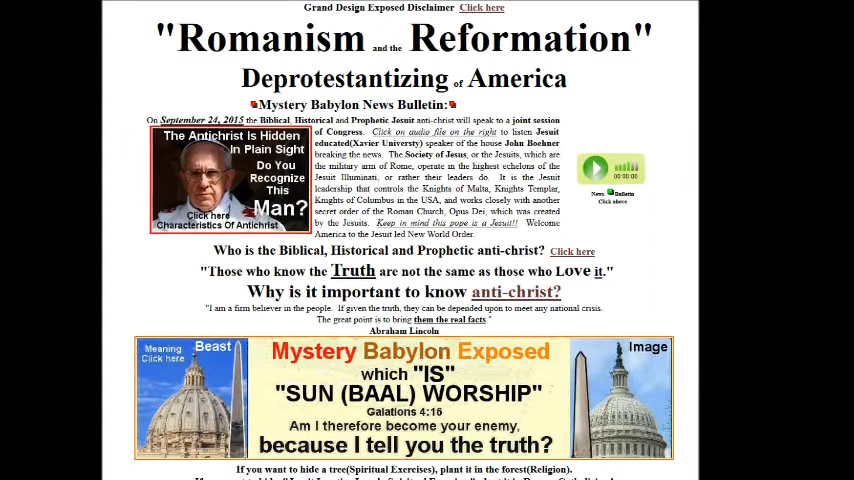 Grand Design Exposed Disclaimer Click here
"Romanism and the Reformation"
Deprotestantizing of America
Mystery Babylon News Bulletin:
On September 24, 2015 the Biblical, Historical and Prophetic Jesuit anti-christ will speak to a joint session
of Congress. Click on audio file on the right to listen Jesuit
educated(Xavier Universty) speaker of the house John Boehner
breaking the news. The Society of Jesus, or the Jesuits, which are
the military arm of Rome, operate in the highest echelons of the
Jesuit Illuminati, or rather their leaders do. It is the Jesuit
leadership that controls the Knights of Malta, Knights Templar,
Knights of Columbus in the USA, and works closely with another
secret order of the Roman Church, Opus Dei, which was created
by the Jesuits. Keep in mind this pope is a Jesuit!! Welcome
America to the Jesuit led New World Order.
The Antichrist Is Hidden
In Plain Sight
Do You
Recognize
This
Man?
Click here
Characteristics Of Antichrist
00:00:00
News Bulletin
Click above
Who is the Biblical, Historical and Prophetic anti-christ? Click here
"Those who know the Truth are not the same as those who Love it."
Why is it important to know anti-christ?
"I am a firm believer in the people. If given the truth, they can be depended upon to meet any national crisis.
The great point is to bring them the real facts."
Abraham Lincoln
Meaning
Click here
Beast
Mystery Babylon Exposed
which "IS"
"SUN (BAAL) WORSHIP"
Galations 4:16
Am I therefore become your enemy,
because I tell you the truth?
Image
If you want to hide a tree(Spiritual Exercises), plant it in the forest(Religion).